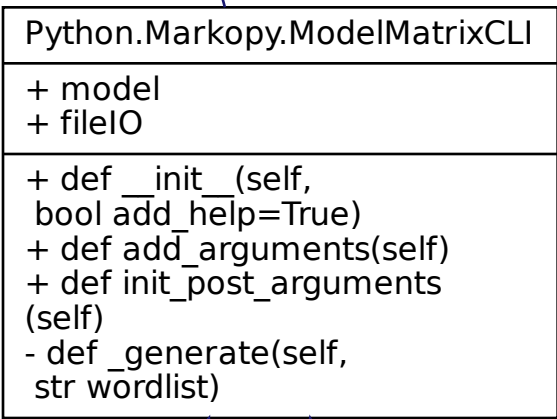 Python.Markopy.ModelMatrixCLI
+ model
+ fileIO
+ def __init__(self,
bool add_help=True)
+ def add_arguments(self)
+ def init_post_arguments
(self)
- def _generate(self,
str wordlist)